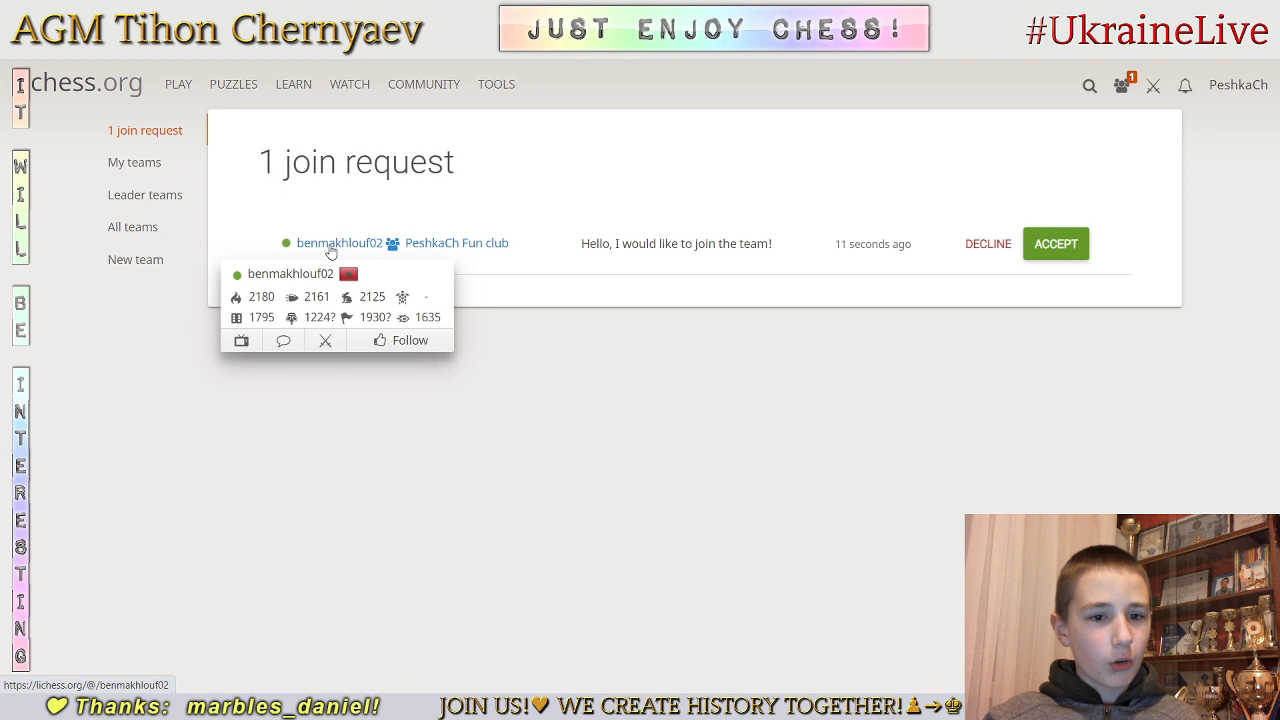 AGM Tihon Chernyaev
JUST ENJOY CHESS!
#UkraineLive
IT WILL BE INTERESTING
lichess.org
PLAY
PUZZLES
LEARN
WATCH
COMMUNITY
TOOLS
1
PeshkaCh
1 join request
My teams
Leader teams
All teams
New team
1 join request
benmakhlouf02 PeshkaCh Fun club
Hello, I would like to join the team!
11 seconds ago
DECLINE
ACCEPT
benmakhlouf02
2180 2161 2125 -
1795 1224? 1930? 1635
Follow
https://lichess.org/@/benmakhlouf02
Thanks: marbles_daniel!
JOIN US! WE CREATE HISTORY TOGETHER!